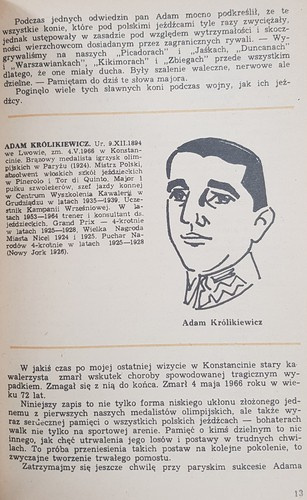 Podczas jednych odwiedzin pan Adam mocno podkreślił, że te
wszystkie konie, które pod polskimi jeźdźcami tyle razy zwyciężały,
jednak ustępowały w zasadzie pod względem wytrzymałości i skocz-
ności wierzchowcom dosiadanym przez zagranicznych rywali. — Wy-
grywaliśmy na naszych „Picadorach" i „Jaśkach, „Duncanach"
i „Warszawiankach", „Kikimorach" i „Zbiegach" przede wszystkim
dlatego, że one miały ducha. Były szalenie waleczne, nerwowe ale
dzielne. — Pamiętam do dziś te słowa majora.
Poginęło wiele tych sławnych koni podczas wojny, jak ich jeź-
dźcy.
ADAM KRÓLIKIEWICZ. Ur. 9.XII.1894
we Lwowie, zm. 4.V.1966 w Konstan-
cinie. Brązowy medalista igrzysk olim-
pijskich w Paryżu (1924). Mistrz Polski,
absolwent włoskich szkół jeździeckich
w Pinerolo i Tor di Quinto. Major 1
pułku szwoleżerów, szef jazdy konnej
w Centrum Wyszkolenia Kawalerii w
Grudziądzu w latach 1935—1939. Ucze-
stnik Kampanii Wrześniowej. W la-
tach 1953—1964 trener i konsultant ds.
jeździeckich. Grand Prix — 4-krotnie
w latach 1925—1928, Wielka Nagroda
Miasta Nicei 1924 i 1925. Puchar Na-
rodów 4-krotnie w latach 1925—1928
(Nowy Jork 1926).
Adam Królikiewicz
W jakiś czas po mojej ostatniej wizycie w Konstancinie stary ka-
walerzysta zmarł wskutek choroby spowodowanej tragicznym wy-
padkiem. Zmagał się z nią do końca. Zmarł 4 maja 1966 roku w wie-
ku 72 lat.
Niniejszy zapis to nie tylko forma niskiego ukłonu złożonego jed-
nemu z pierwszych naszych medalistów olimpijskich, ale także wy-
raz serdecznej pamięci o wszystkich polskich jeźdźcach — bohaterach
walk nie tylko na sportowej arenie. Pamięć o kimś dzielnym to nic
innego, jak chęć utrwalenia jego losów i postawy w trudnych chwi-
lach. To próba przeniesienia takich postaw na kolejne pokolenie, to
zwyczajne tworzenie trwałego pomostu.
Zatrzymajmy się jeszcze chwilę przy paryskim sukcesie Adama
13